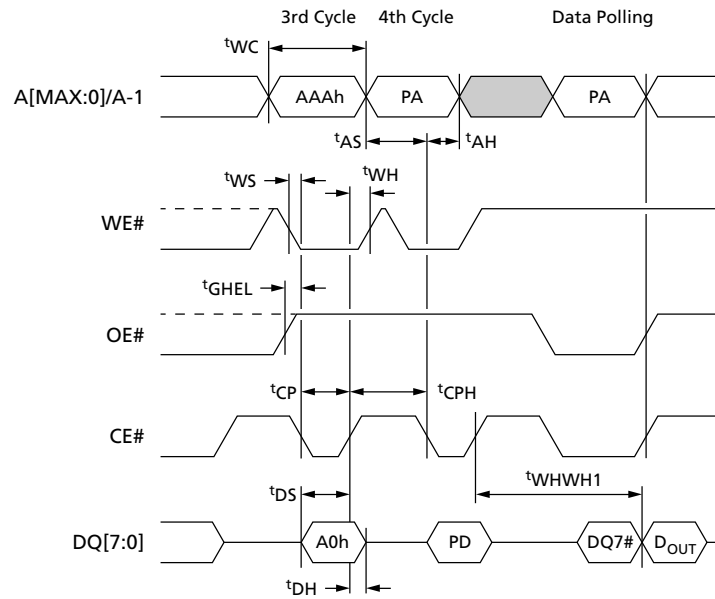 3rd Cycle 4th Cycle Data Polling
tWC
A[MAX:0]/A-1 AAAh PA PA
tAS tAH
tWS tWH
WE#
tGHEL
OE#
tCP tCPH
CE#
tWHWH1
tDS
DQ[7:0] A0h PD DQ7# DOUT
tDH